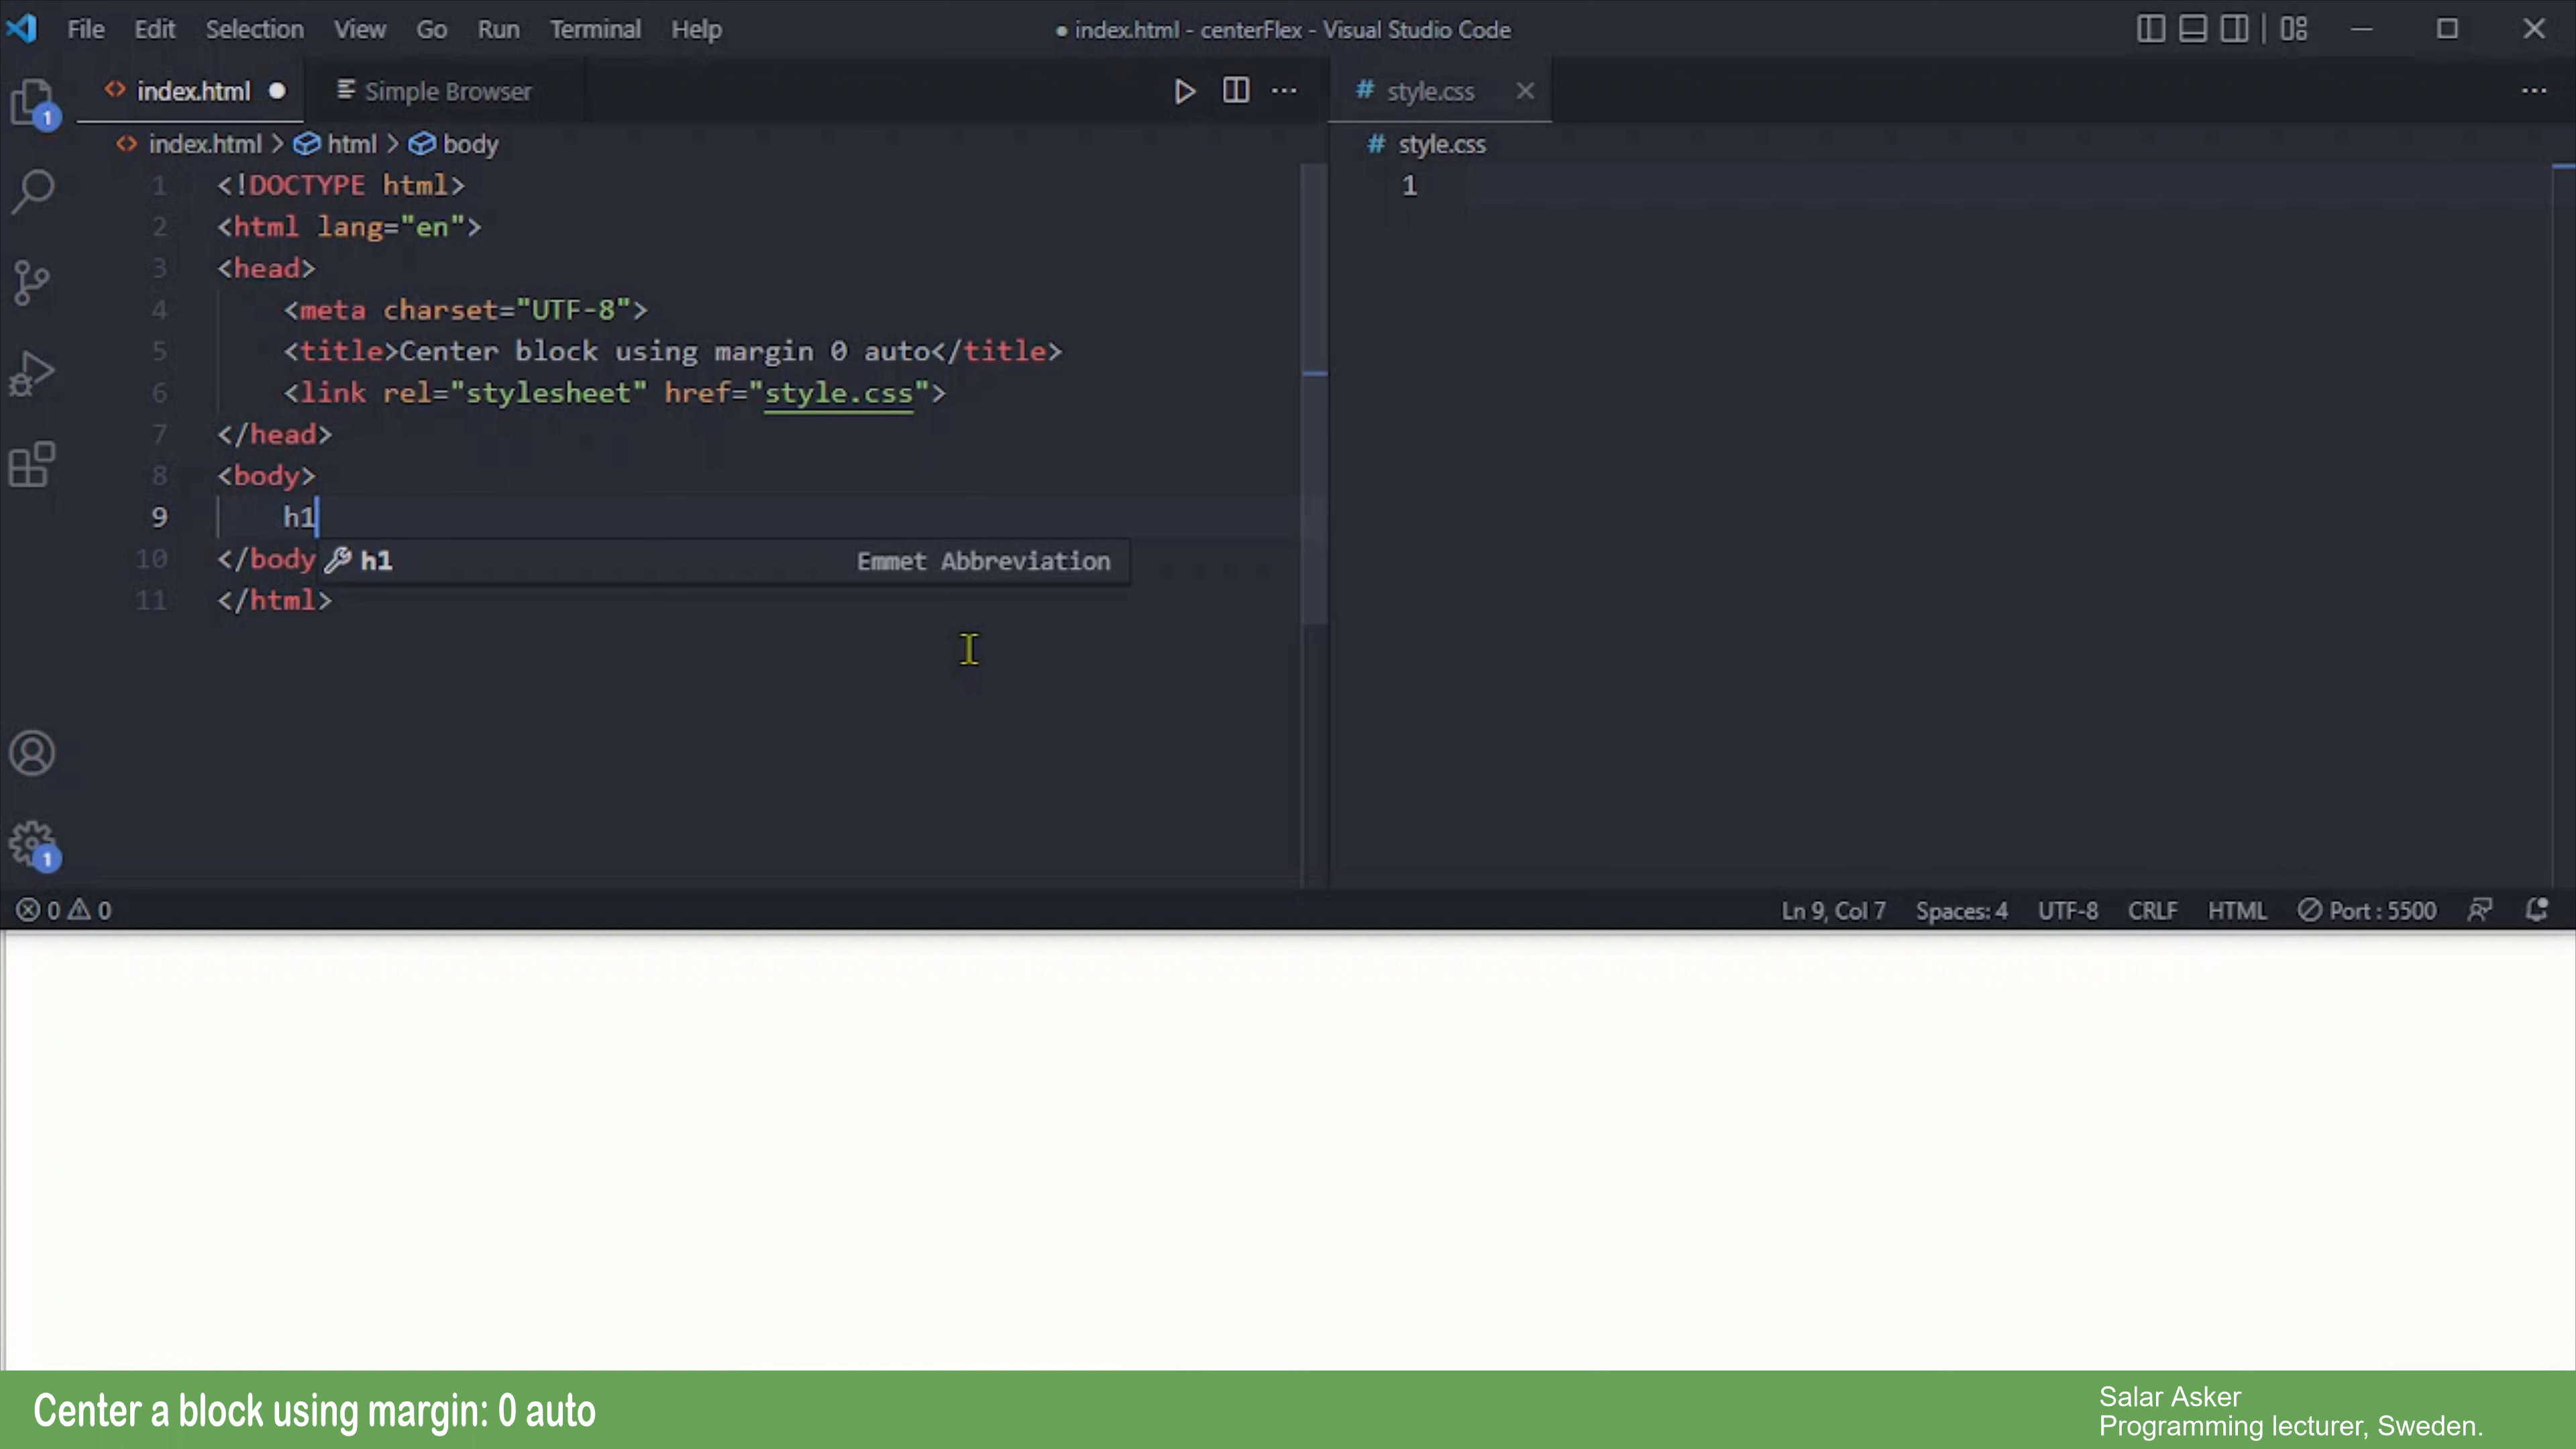 File Edit Selection View Go Run Terminal Help
● index.html - centerFlex - Visual Studio Code
index.html ●
Simple Browser
# style.css
1
index.html > html > body
# style.css
1 <!DOCTYPE html>
2 <html lang="en">
3 <head>
4 <meta charset="UTF-8">
5 <title>Center block using margin 0 auto</title>
6 <link rel="stylesheet" href="style.css">
7 </head>
8 <body>
9 h1
10 </body
h1 Emmet Abbreviation
11 </html>
1
1
0 0
Ln 9, Col 7 Spaces: 4 UTF-8 CRLF HTML Port : 5500
Center a block using margin: 0 auto
Salar Asker
Programming lecturer, Sweden.